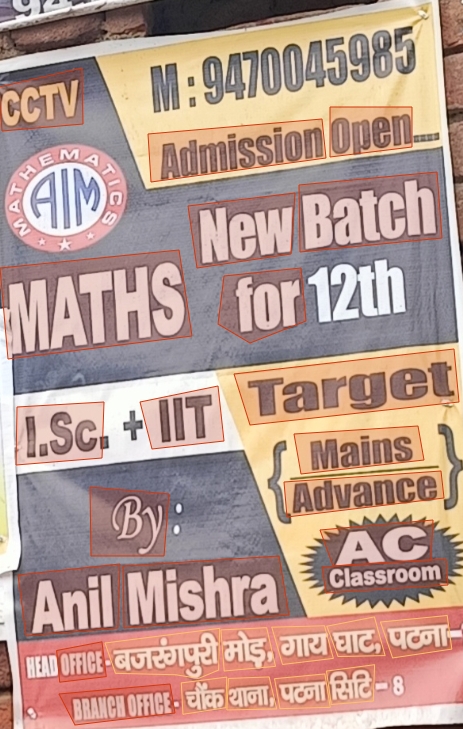 M : 9470045985
CCTV
Admission Open....
MATHEMATICS
AIM
New Batch
MATHS for 12th
I.Sc. + IIT
Target
{ Mains
Advance }
By :
AC
Classroom
Anil Mishra
HEAD OFFICE - बजरंगपुरी मोड़, गाय घाट, पटना -
BRANCH OFFICE - चौंक थाना, पटना सिटि - 8